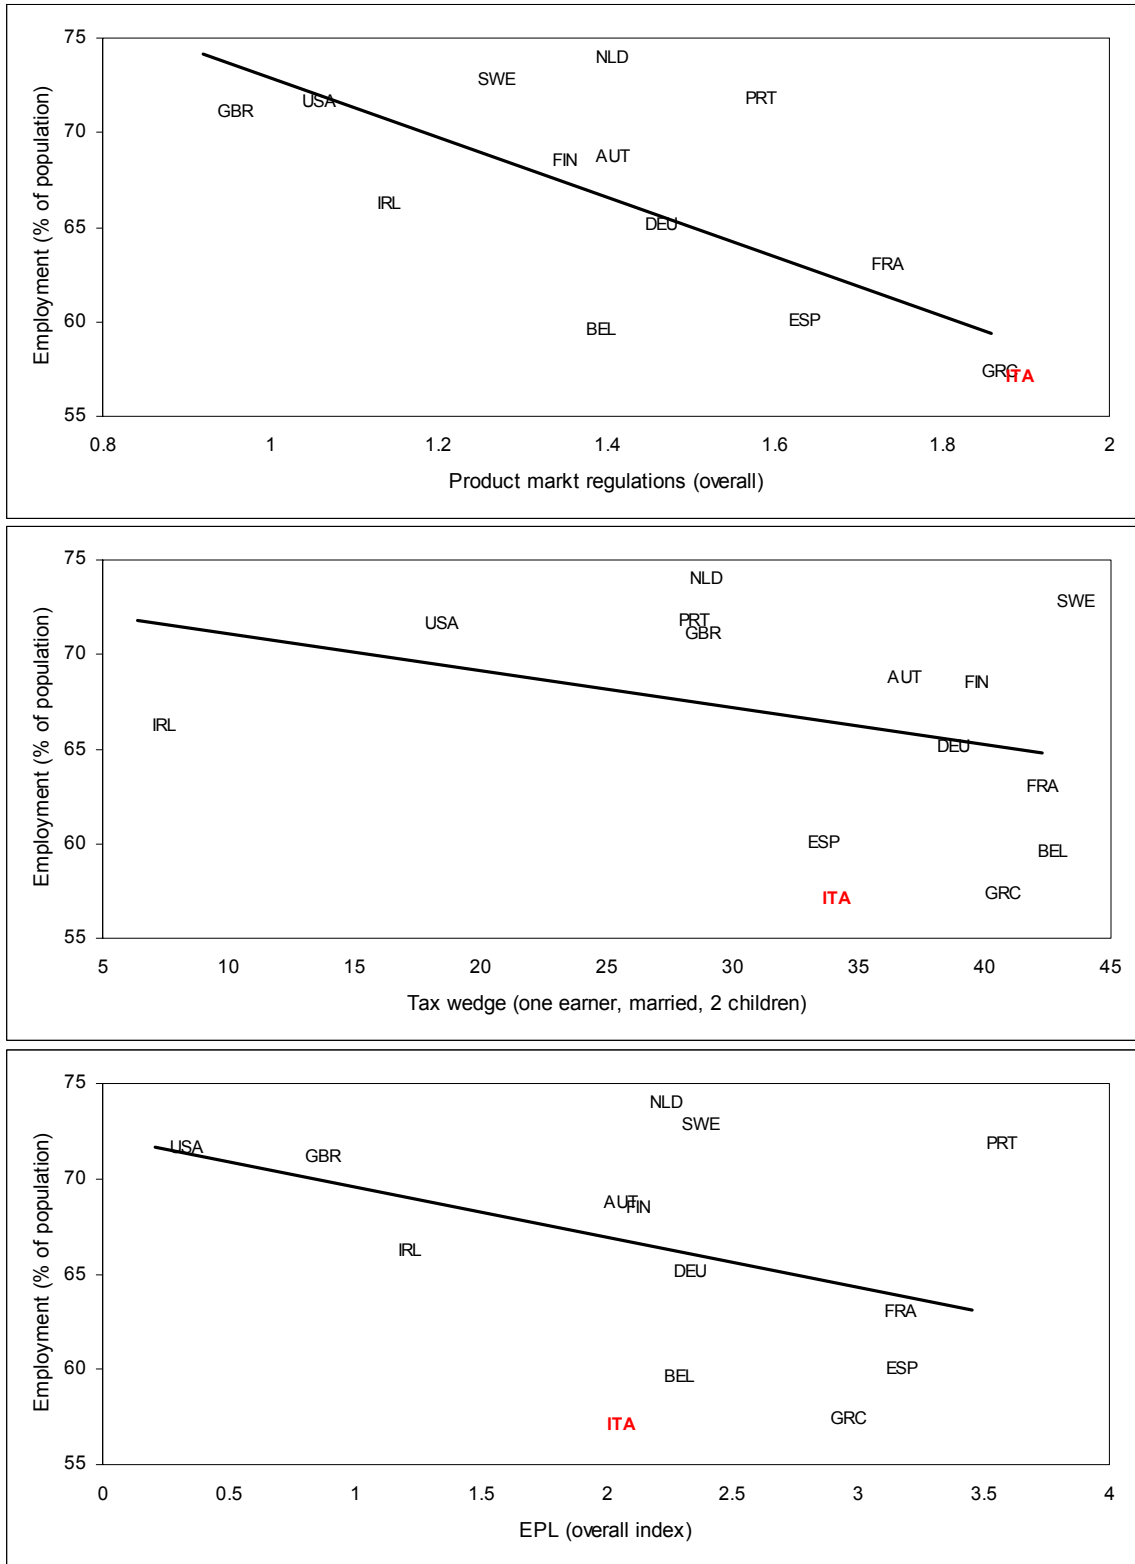 75
70
65
60
55
Employment (% of population)
NLD
SWE
PRT
USA
GBR
FIN
AUT
IRL
DEU
FRA
BEL
ESP
GRC
ITA
0.8 1 1.2 1.4 1.6 1.8 2
Product markt regulations (overall)
75
70
65
60
55
Employment (% of population)
NLD
SWE
USA
PRT
GBR
AUT
FIN
IRL
DEU
FRA
ESP
BEL
GRC
ITA
5 10 15 20 25 30 35 40 45
Tax wedge (one earner, married, 2 children)
75
70
65
60
55
Employment (% of population)
NLD
SWE
PRT
USA
GBR
AUT
FIN
IRL
DEU
FRA
BEL
ESP
GRC
ITA
0 0.5 1 1.5 2 2.5 3 3.5 4
EPL (overall index)